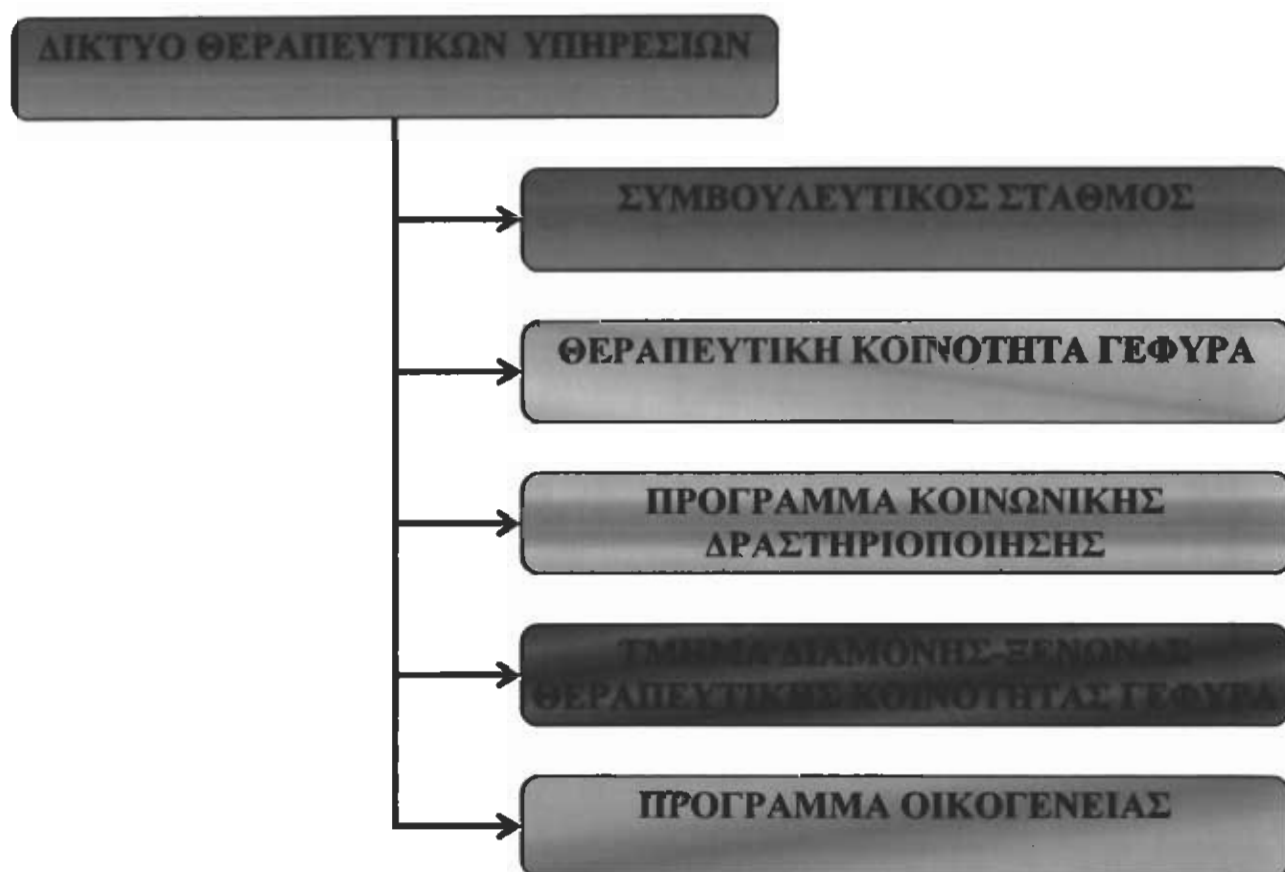 ΔΙΚΤΥΟ ΘΕΡΑΠΕΥΤΙΚΩΝ ΥΠΗΡΕΣΙΩΝ
ΣΥΜΒΟΥΛΕΥΤΙΚΟΣ ΣΤΑΘΜΟΣ
ΘΕΡΑΠΕΥΤΙΚΗ ΚΟΙΝΟΤΗΤΑ ΓΕΦΥΡΑ
ΠΡΟΓΡΑΜΜΑ ΚΟΙΝΩΝΙΚΗΣ
ΔΡΑΣΤΗΡΙΟΠΟΙΗΣΗΣ
ΤΜΗΜΑ ΔΙΑΜΟΝΗΣ-ΞΕΝΩΝΑΣ
ΘΕΡΑΠΕΥΤΙΚΗΣ ΚΟΙΝΟΤΗΤΑΣ ΓΕΦΥΡΑ
ΠΡΟΓΡΑΜΜΑ ΟΙΚΟΓΕΝΕΙΑΣ